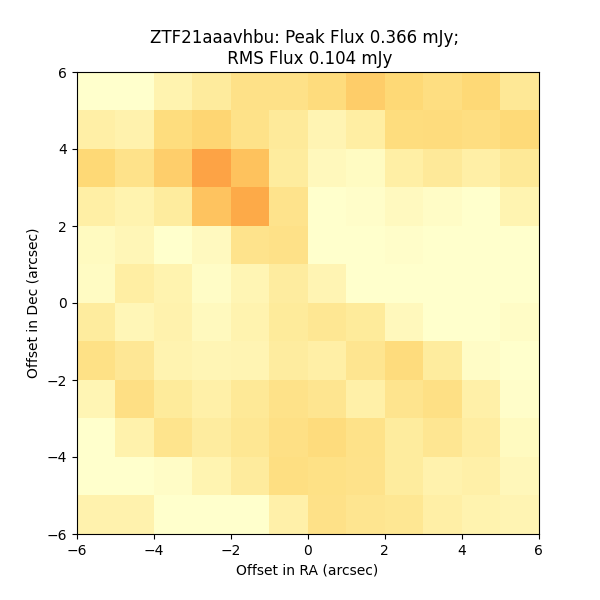 ZTF21aaavhbu: Peak Flux 0.366 mJy;
RMS Flux 0.104 mJy
6
4
2
0
−2
−4
−6
Offset in Dec (arcsec)
−6 −4 −2 0 2 4 6
Offset in RA (arcsec)